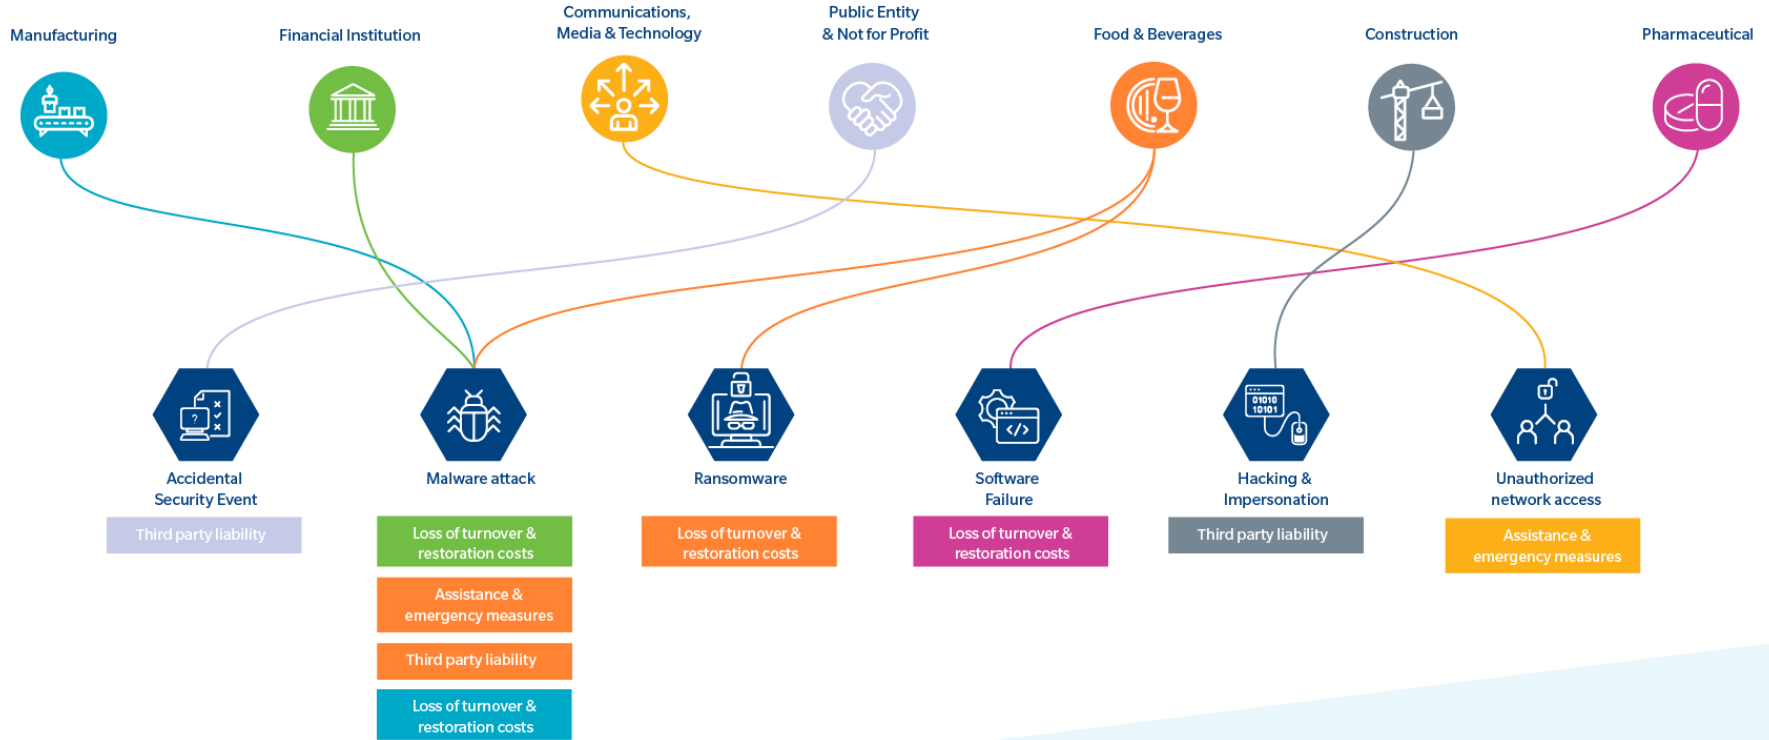 Manufacturing
Financial Institution
Communications,
Media & Technology
Public Entity
& Not for Profit
Food & Beverages
Construction
Pharmaceutical
?
01010
10101
</>
Accidental
Security Event
Malware attack
Ransomware
Software
Failure
Hacking &
Impersonation
Unauthorized
network access
Third party liability
Loss of turnover &
restoration costs
Assistance &
emergency measures
Third party liability
Loss of turnover &
restoration costs
Loss of turnover &
restoration costs
Loss of turnover &
restoration costs
Third party liability
Assistance &
emergency measures